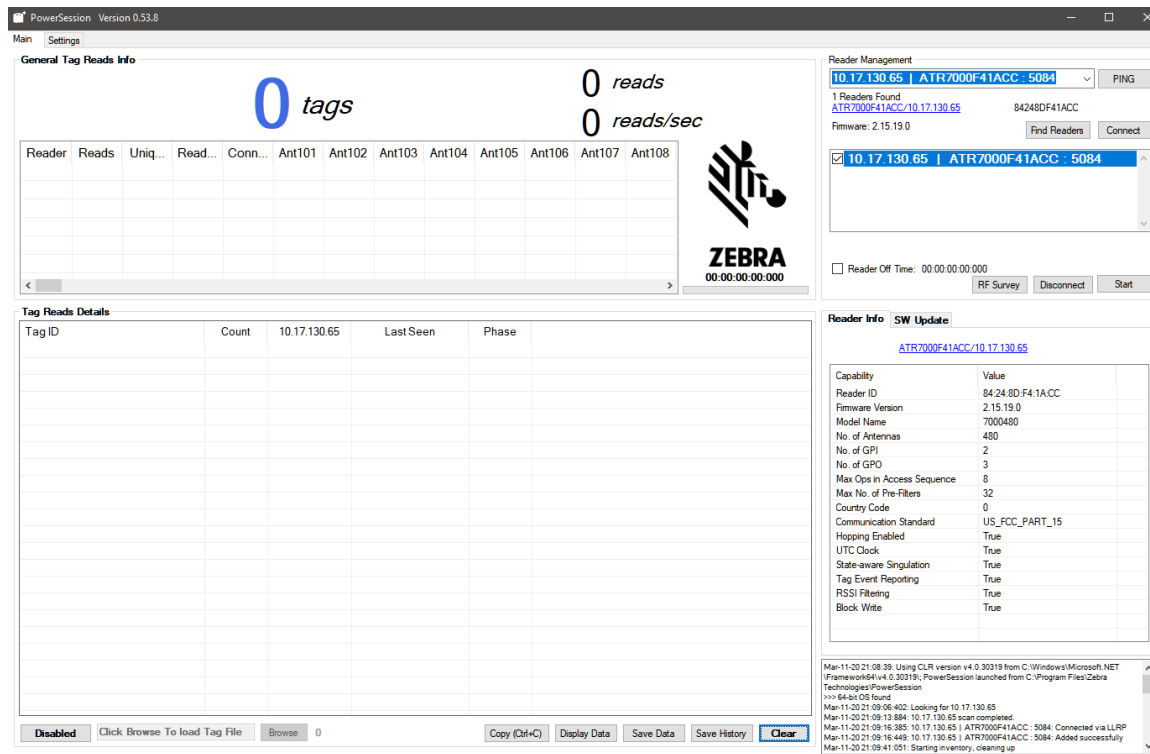 PowerSession Version 0.53.8
Main Settings
General Tag Reads Info
0 tags
0 reads
0 reads/sec
Reader Reads Uniq... Read... Conn... Ant101 Ant102 Ant103 Ant104 Ant105 Ant106 Ant107 Ant108
ZEBRA
00:00:00:00:000
Reader Management
10.17.130.65 | ATR7000F41ACC : 5084 PING
1 Readers Found
ATR7000F41ACC/10.17.130.65 84248DF41ACC
Firmware: 2.15.19.0 Find Readers Connect
10.17.130.65 | ATR7000F41ACC : 5084
Reader Off Time: 00:00:00:00:000
RF Survey Disconnect Start
Tag Reads Details
Tag ID Count 10.17.130.65 Last Seen Phase
Disabled Click Browse To load Tag File Browse 0 Copy (Ctrl+C) Display Data Save Data Save History Clear
Reader Info SW Update
ATR7000F41ACC/10.17.130.65
Capability Value
Reader ID 84:24:8D:F4:1A:CC
Firmware Version 2.15.19.0
Model Name 7000480
No. of Antennas 480
No. of GPI 2
No. of GPO 3
Max Ops in Access Sequence 8
Max No. of Pre-Filters 32
Country Code 0
Communication Standard US_FCC_PART_15
Hopping Enabled True
UTC Clock True
State-aware Singulation True
Tag Event Reporting True
RSSI Filtering True
Block Write True
Mar-11-20 21:08:39: Using CLR version v4.0.30319 from C:\Windows\Microsoft.NET
\Framework64\v4.0.30319\; PowerSession launched from C:\Program Files\Zebra
Technologies\PowerSession
>>> 64-bit OS found
Mar-11-20 21:09:06:402: Looking for 10.17.130.65
Mar-11-20 21:09:13:884: 10.17.130.65 scan completed.
Mar-11-20 21:09:16:385: 10.17.130.65 | ATR7000F41ACC : 5084: Connected via LLRP
Mar-11-20 21:09:16:449: 10.17.130.65 | ATR7000F41ACC : 5084: Added successfully
Mar-11-20 21:09:41:051: Starting inventory, cleaning up